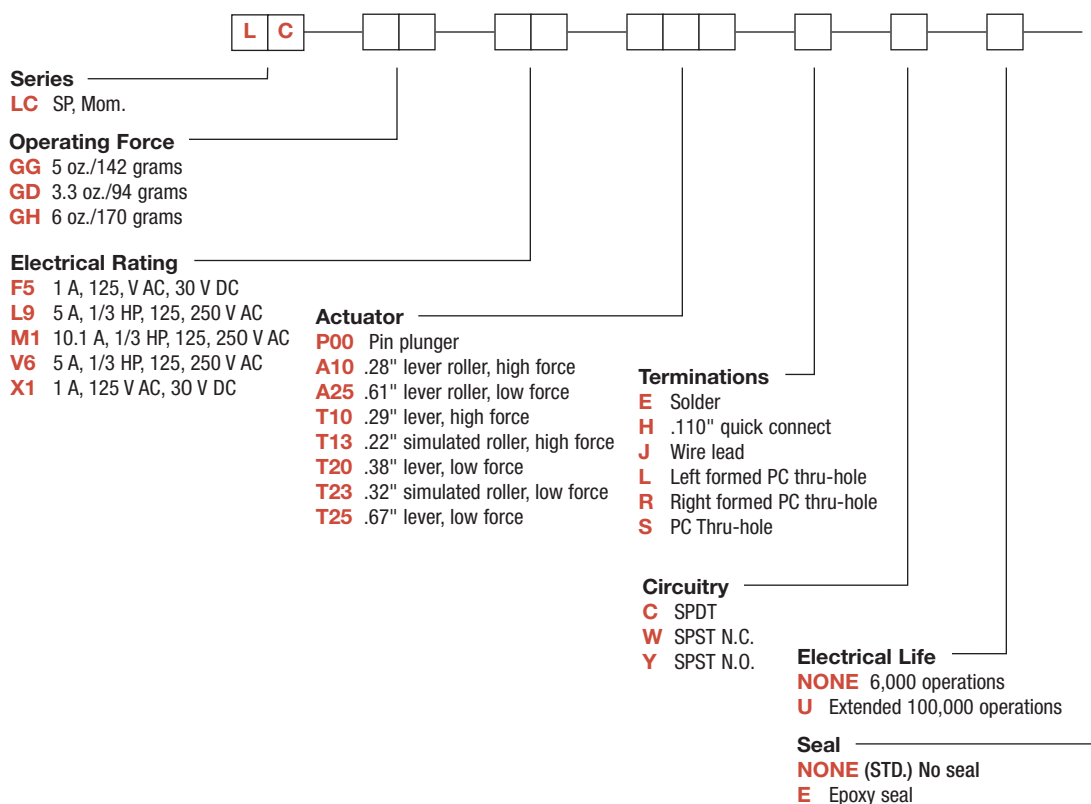 L C
Series
LC SP, Mom.
Operating Force
GG 5 oz./142 grams
GD 3.3 oz./94 grams
GH 6 oz./170 grams
Electrical Rating
F5 1 A, 125, V AC, 30 V DC
L9 5 A, 1/3 HP, 125, 250 V AC
M1 10.1 A, 1/3 HP, 125, 250 V AC
V6 5 A, 1/3 HP, 125, 250 V AC
X1 1 A, 125 V AC, 30 V DC
Actuator
P00 Pin plunger
A10 .28" lever roller, high force
A25 .61" lever roller, low force
T10 .29" lever, high force
T13 .22" simulated roller, high force
T20 .38" lever, low force
T23 .32" simulated roller, low force
T25 .67" lever, low force
Terminations
E Solder
H .110" quick connect
J Wire lead
L Left formed PC thru-hole
R Right formed PC thru-hole
S PC Thru-hole
Circuitry
C SPDT
W SPST N.C.
Y SPST N.O.
Electrical Life
NONE 6,000 operations
U Extended 100,000 operations
Seal
NONE (STD.) No seal
E Epoxy seal